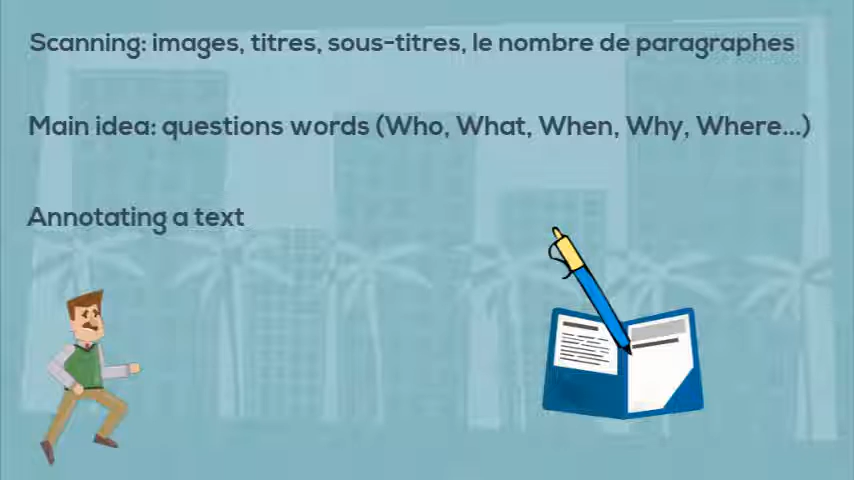 Scanning: images, titres, sous-titres, le nombre de paragraphes
Main idea: questions words (Who, What, When, Why, Where...)
Annotating a text